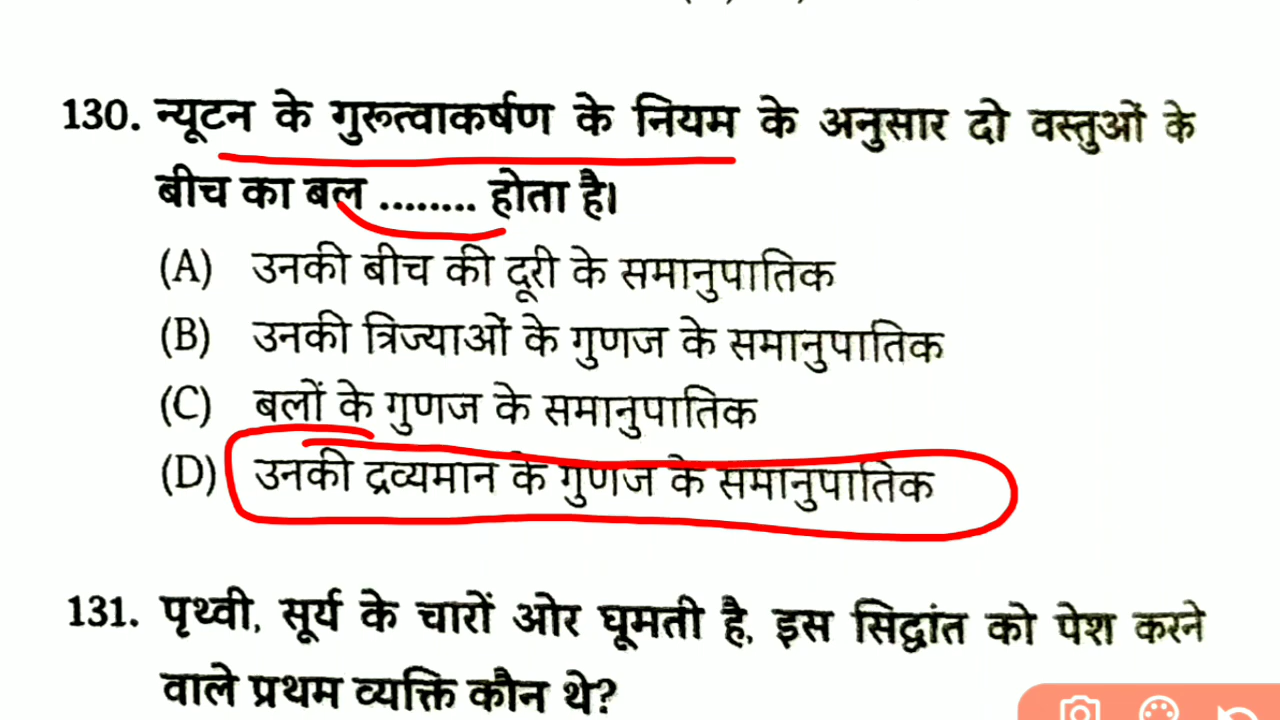 130. न्यूटन के गुरूत्वाकर्षण के नियम के अनुसार दो वस्तुओं के
बीच का बल ........ होता है।
(A) उनकी बीच की दूरी के समानुपातिक
(B) उनकी त्रिज्याओं के गुणज के समानुपातिक
(C) बलों के गुणज के समानुपातिक
(D) उनकी द्रव्यमान के गुणज के समानुपातिक
131. पृथ्वी, सूर्य के चारों ओर घूमती है, इस सिद्धांत को पेश करने
वाले प्रथम व्यक्ति कौन थे?